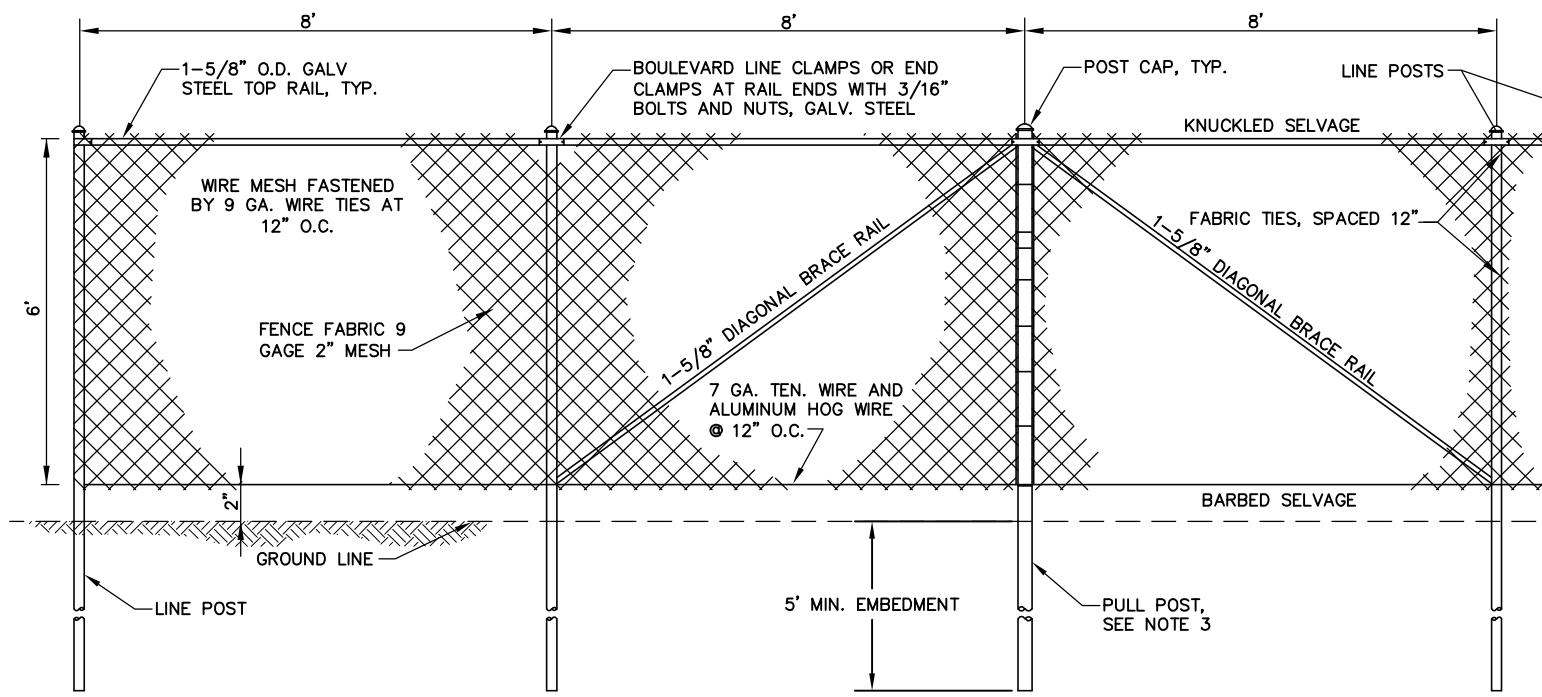 8'
8'
8'
1-5/8" O.D. GALV
STEEL TOP RAIL, TYP.
BOULEVARD LINE CLAMPS OR END
CLAMPS AT RAIL ENDS WITH 3/16"
BOLTS AND NUTS, GALV. STEEL
POST CAP, TYP.
LINE POSTS
KNUCKLED SELVAGE
WIRE MESH FASTENED
BY 9 GA. WIRE TIES AT
12" O.C.
FABRIC TIES, SPACED 12"
6'
FENCE FABRIC 9
GAGE 2" MESH
1-5/8" DIAGONAL BRACE RAIL
1-5/8" DIAGONAL BRACE RAIL
7 GA. TEN. WIRE AND
ALUMINUM HOG WIRE
@ 12" O.C.
2"
BARBED SELVAGE
GROUND LINE
LINE POST
5' MIN. EMBEDMENT
PULL POST,
SEE NOTE 3